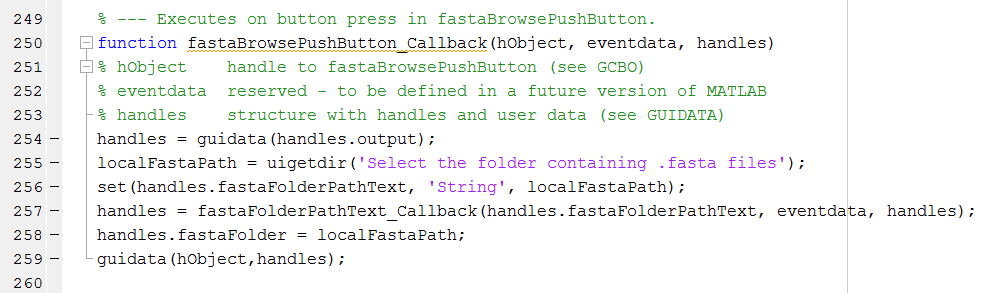 249 % --- Executes on button press in fastaBrowsePushButton.
250 function fastaBrowsePushButton_Callback(hObject, eventdata, handles)
251 % hObject    handle to fastaBrowsePushButton (see GCBO)
252 % eventdata  reserved - to be defined in a future version of MATLAB
253 % handles    structure with handles and user data (see GUIDATA)
254 - handles = guidata(handles.output);
255 - localFastaPath = uigetdir('Select the folder containing .fasta files');
256 - set(handles.fastaFolderPathText, 'String', localFastaPath);
257 - handles = fastaFolderPathText_Callback(handles.fastaFolderPathText, eventdata, handles);
258 - handles.fastaFolder = localFastaPath;
259 - guidata(hObject,handles);
260